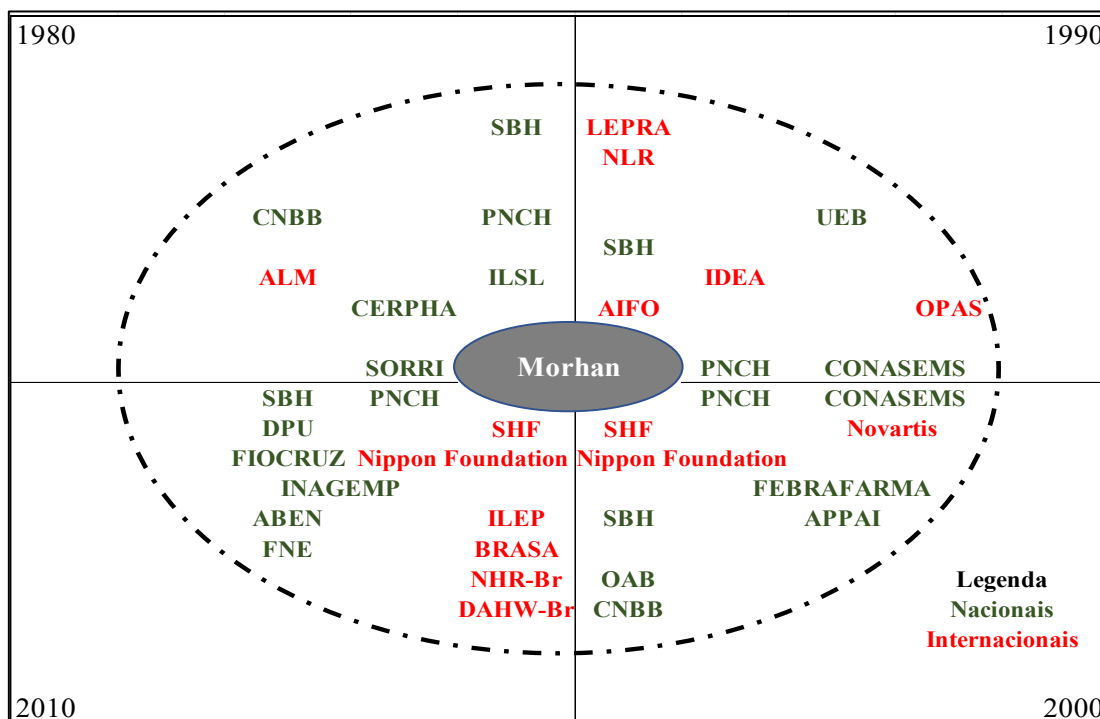 1980 1990
SBH LEPRA
NLR
CNBB PNCH UEB
SBH
ALM ILSL IDEA
CERPHA AIFO OPAS
SORRI Morhan PNCH CONASEMS
SBH PNCH PNCH CONASEMS
DPU SHF SHF Novartis
FIOCRUZ Nippon Foundation Nippon Foundation
INAGEMP FEBRAFARMA
ABEN ILEP SBH APPAI
FNE BRASA
NHR-Br OAB Legenda
DAHW-Br CNBB Nacionais
Internacionais
2010 2000